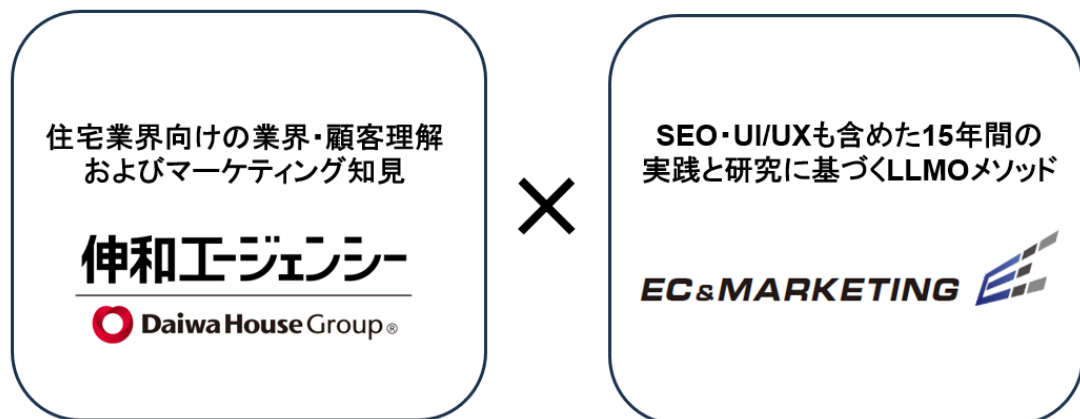 住宅業界向けの業界・顧客理解
およびマーケティング知見
伸和エージェンシー
Daiwa House Group®
×
SEO・UI/UXも含めた15年間の
実践と研究に基づくLLMOメソッド
EC&MARKETING